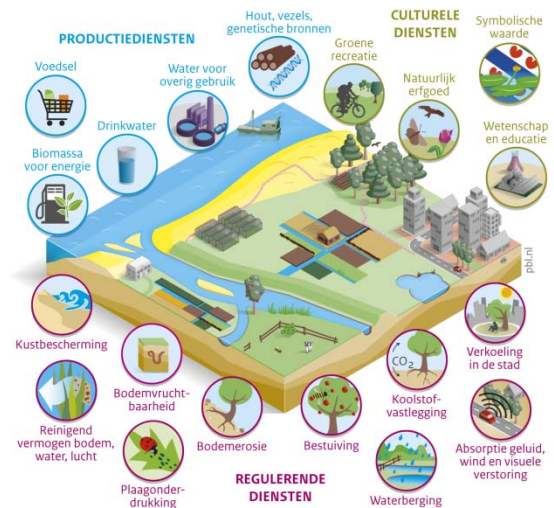 PRODUCTIEDIENSTEN
Voedsel
Drinkwater
Biomassa
voor energie
Water voor
overig gebruik
Hout, vezels,
genetische bronnen
CULTURELE
DIENSTEN
Groene
recreatie
Natuurlijk
erfgoed
Symbolische
waarde
Wetenschap
en educatie
pbl.nl
Kustbescherming
Bodemvrucht-
baarheid
Reinigend
vermogen bodem,
water, lucht
Plaagonder-
drukking
Bodemerosie
Bestuiving
CO2
Koolstof-
vastlegging
Verkoeling
in de stad
Absorptie geluid,
wind en visuele
verstoring
Waterberging
REGULERENDE
DIENSTEN